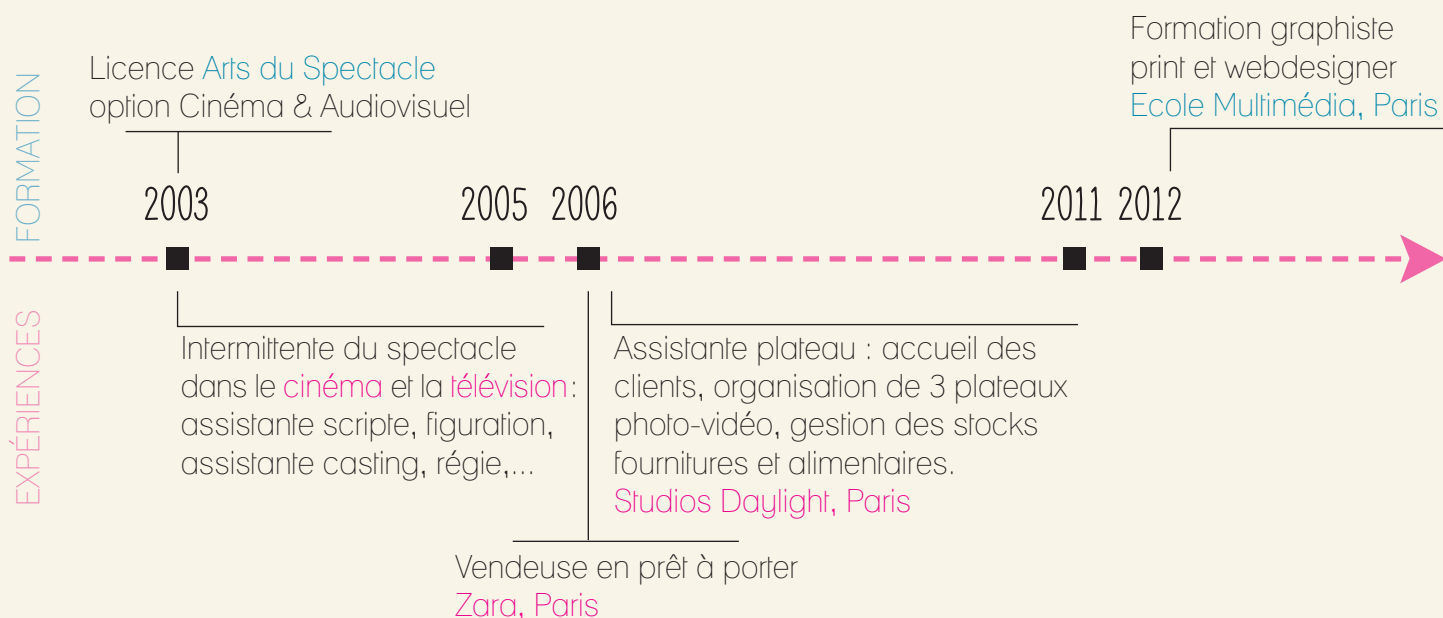 FORMATION
Licence Arts du Spectacle
option Cinéma & Audiovisuel
Formation graphiste
print et webdesigner
Ecole Multimédia, Paris
2003
2005
2006
2011
2012
EXPÉRIENCES
Intermittente du spectacle
dans le cinéma et la télévision :
assistante scripte, figuration,
assistante casting, régie,...
Assistante plateau : accueil des
clients, organisation de 3 plateaux
photo-vidéo, gestion des stocks
fournitures et alimentaires.
Studios Daylight, Paris
Vendeuse en prêt à porter
Zara, Paris